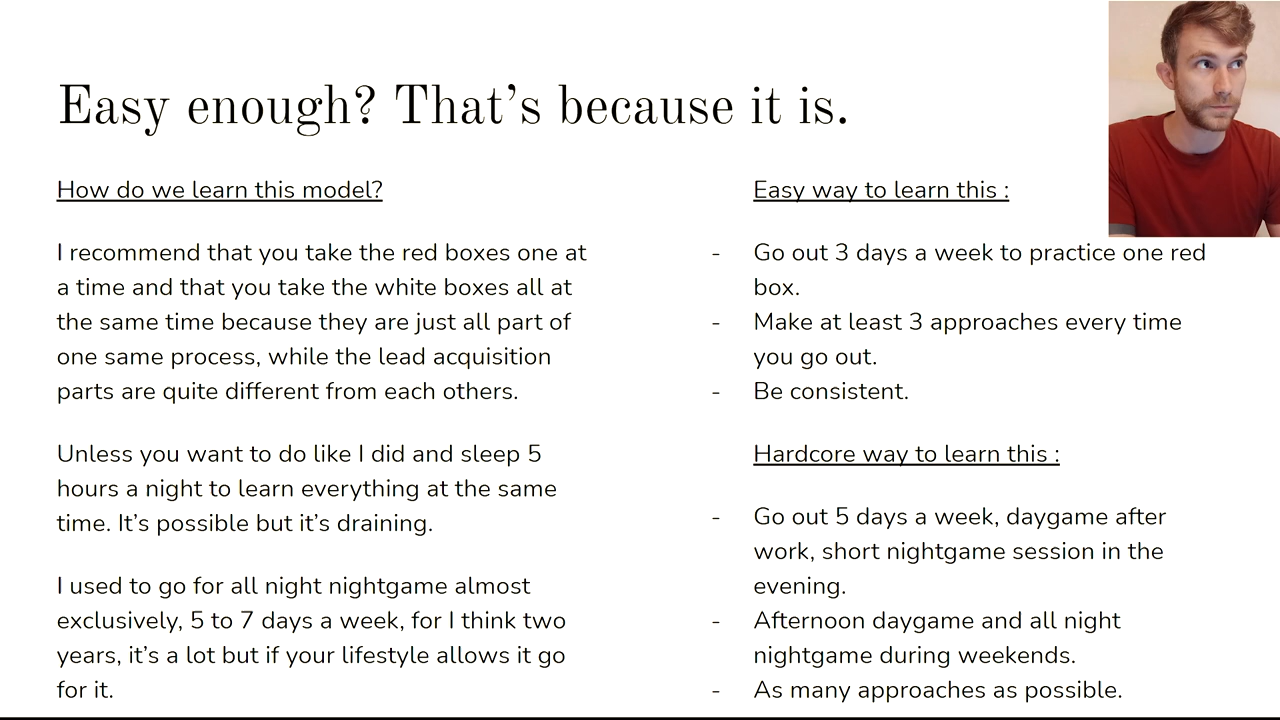 Easy enough? That's because it is.
How do we learn this model?
I recommend that you take the red boxes one at
a time and that you take the white boxes all at
the same time because they are just all part of
one same process, while the lead acquisition
parts are quite different from each others.
Unless you want to do like I did and sleep 5
hours a night to learn everything at the same
time. It's possible but it's draining.
I used to go for all night nightgame almost
exclusively, 5 to 7 days a week, for I think two
years, it's a lot but if your lifestyle allows it go
for it.
Easy way to learn this :
- Go out 3 days a week to practice one red
box.
- Make at least 3 approaches every time
you go out.
- Be consistent.
Hardcore way to learn this :
- Go out 5 days a week, daygame after
work, short nightgame session in the
evening.
- Afternoon daygame and all night
nightgame during weekends.
- As many approaches as possible.